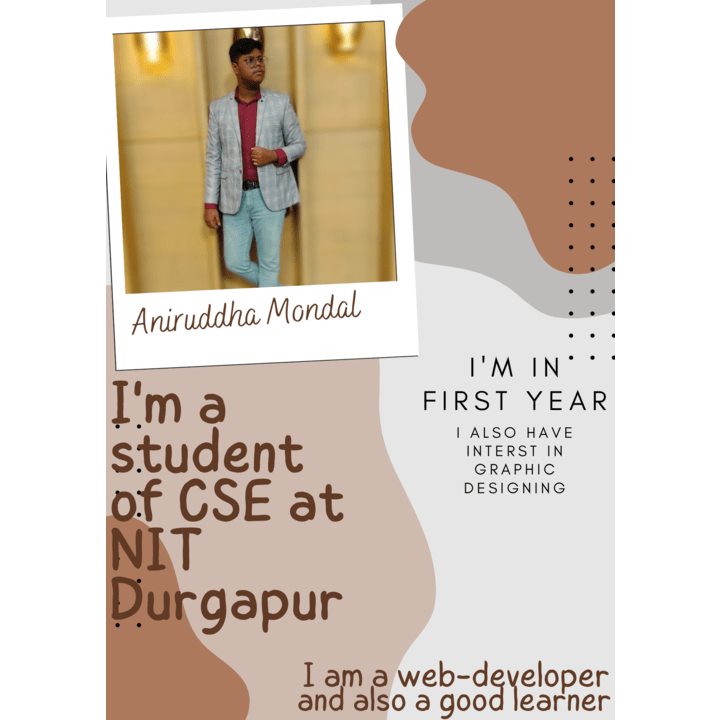 Aniruddha Mondal
I'm a
student
of CSE at
NIT
Durgapur
I'M IN
FIRST YEAR
I ALSO HAVE
INTERST IN
GRAPHIC
DESIGNING
I am a web-developer
and also a good learner